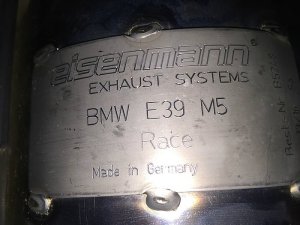 eisenmann
EXHAUST SYSTEMS
BMW E39 M5
Race
Made in Germany